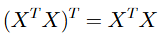 (X^T X)^T = X^T X